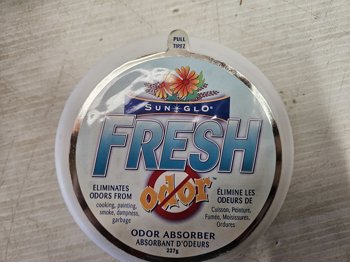 PULL
TIREZ
SUN GLO
FRESH
odor™
ELIMINATES
ODORS FROM
cooking, painting,
smoke, dampness,
garbage
ÉLIMINE LES
ODEURS DE
Cuisson, Peinture,
Fumée, Moisissures,
Ordures
ODOR ABSORBER
ABSORBANT D'ODEURS
227g